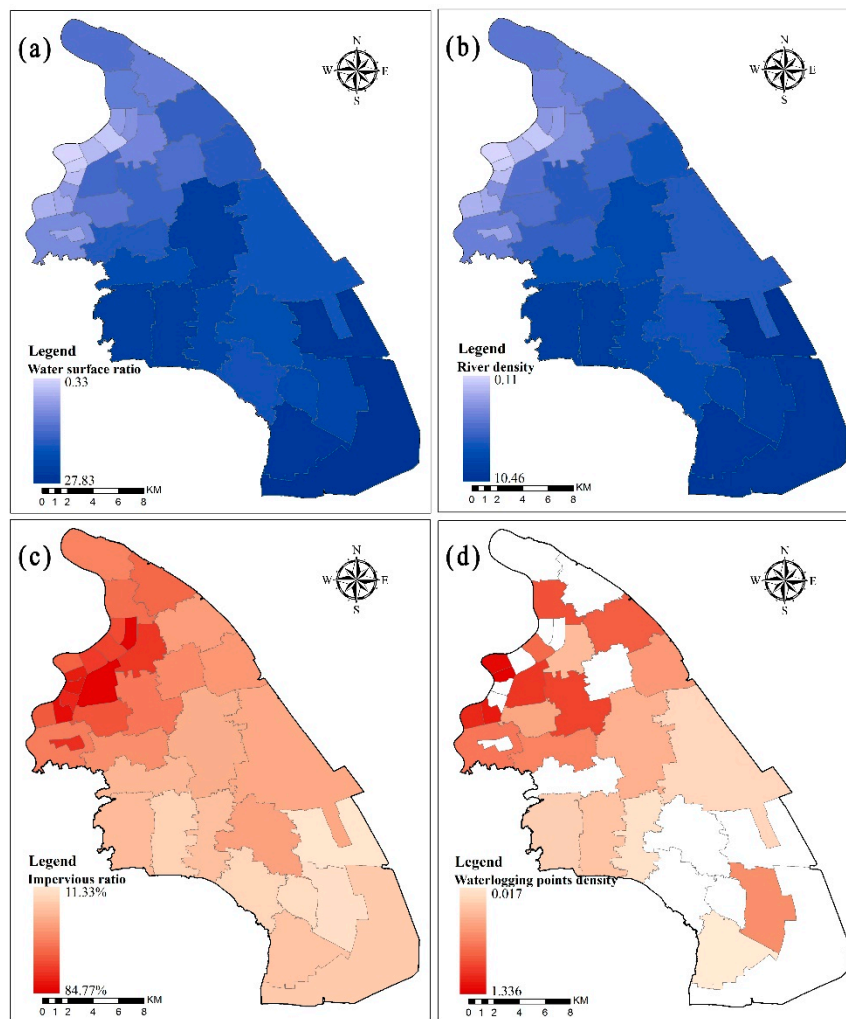 (a)
N
W E
S
Legend
Water surface ratio
0.33
27.83
KM
0 1 2 4 6 8
(b)
N
W E
S
Legend
River density
0.11
10.46
KM
0 1 2 4 6 8
(c)
N
W E
S
Legend
Impervious ratio
11.33%
84.77%
KM
0 1 2 4 6 8
(d)
N
W E
S
Legend
Waterlogging points density
0.017
1.336
KM
0 1 2 4 6 8